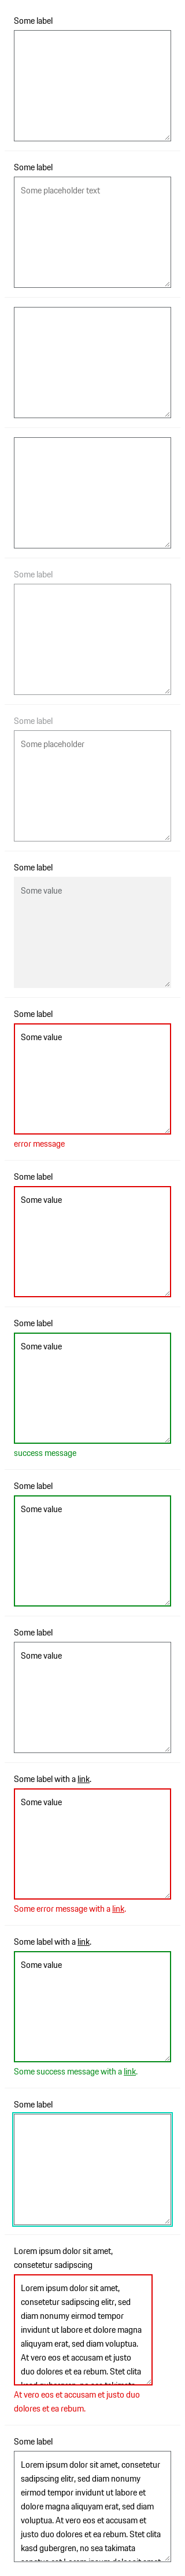 Some label
Some label
Some placeholder text
Some label
Some label
Some placeholder
Some label
Some value
Some label
Some value
error message
Some label
Some value
Some label
Some value
success message
Some label
Some value
Some label
Some value
Some label with a link.
Some value
Some error message with a link.
Some label with a link.
Some value
Some success message with a link.
Some label
Lorem ipsum dolor sit amet,
consetetur sadipscing
Lorem ipsum dolor sit amet,
consetetur sadipscing elitr, sed
diam nonumy eirmod tempor
invidunt ut labore et dolore magna
aliquyam erat, sed diam voluptua.
At vero eos et accusam et justo
duo dolores et ea rebum. Stet clita
At vero eos et accusam et justo duo
dolores et ea rebum.
Some label
Lorem ipsum dolor sit amet, consetetur
sadipscing elitr, sed diam nonumy
eirmod tempor invidunt ut labore et
dolore magna aliquyam erat, sed diam
voluptua. At vero eos et accusam et
justo duo dolores et ea rebum. Stet clita
kasd gubergren, no sea takimata